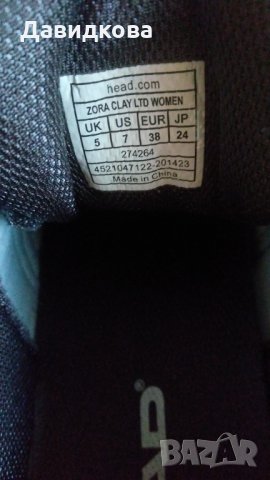 Давидкова
head.com
ZORA CLAY LTD WOMEN
UK US EUR JP
5 7 38 24
274264
4521047122-201423
Made in China
BAZAR